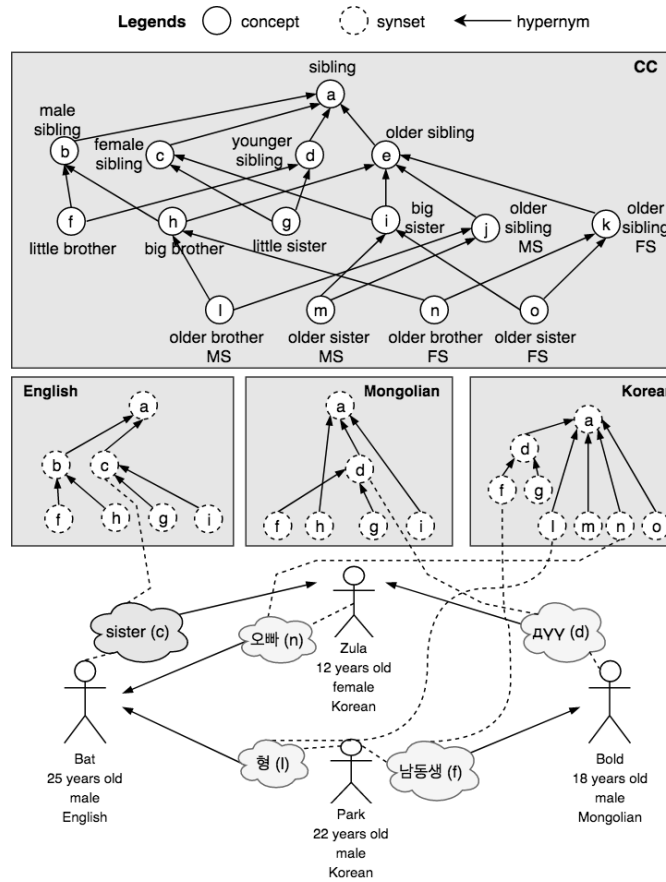 Legends concept synset hypernym
CC
sibling
a
male
sibling
female
sibling
younger
sibling
older sibling
b
c
d
e
f
h
g
i
j
k
big
sister
older
sibling
MS
older
sibling
FS
little brother
big brother
little sister
l
m
n
o
older brother
MS
older sister
MS
older brother
FS
older sister
FS
English
a
b
c
f
h
g
i
Mongolian
a
d
f
h
g
i
Korean
a
d
f
g
l
m
n
o
sister (c)
오빠 (n)
дүү (d)
Zula
12 years old
female
Korean
Bat
25 years old
male
English
형 (l)
남동생 (f)
Park
22 years old
male
Korean
Bold
18 years old
male
Mongolian